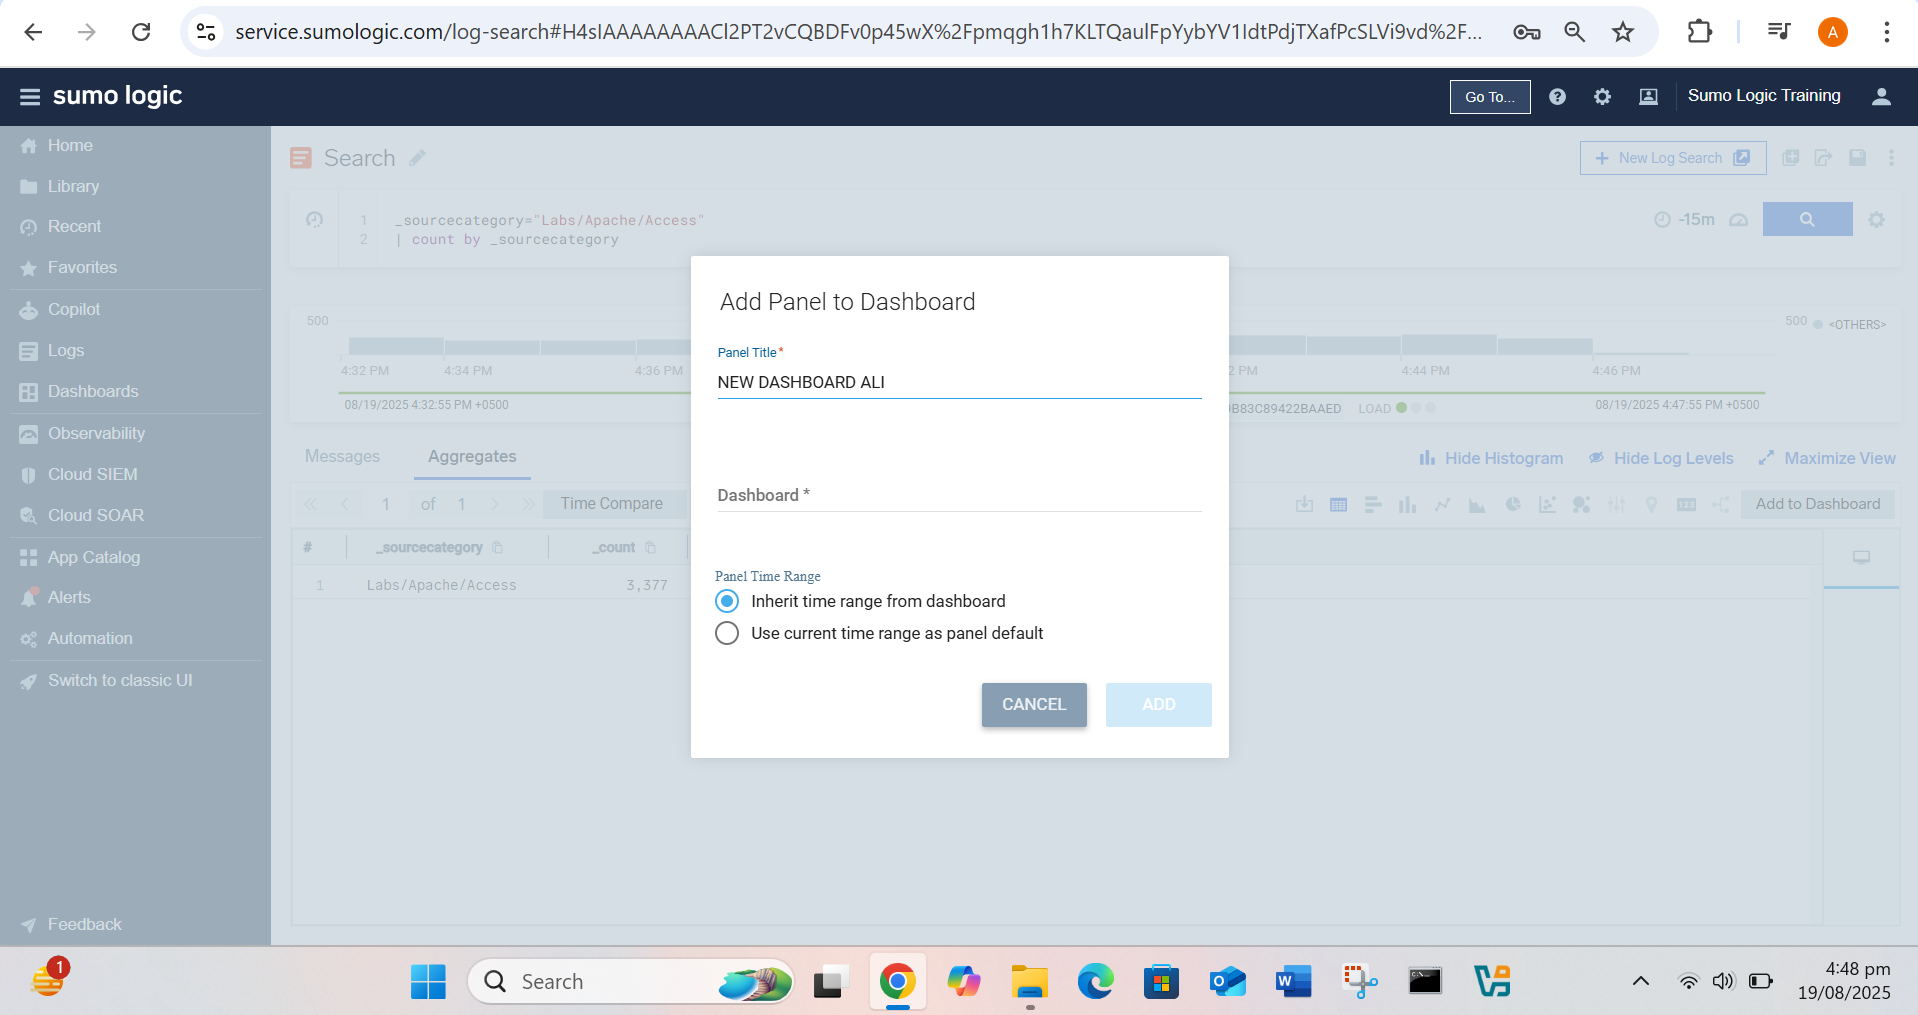 service.sumologic.com/log-search#H4sIAAAAAAAACl2PT2vCQBDFv0p45wX%2Fpmqgh1h7KLTQaulFpYybYV1IdtPdjTXafPcSLVi9vd%2F...
A
sumo logic
Go To...
Sumo Logic Training
Home
Library
Recent
Favorites
Copilot
Logs
Dashboards
Observability
Cloud SIEM
Cloud SOAR
App Catalog
Alerts
Automation
Switch to classic UI
Feedback
Search
+ New Log Search
1 _sourcecategory="Labs/Apache/Access"
2 | count by _sourcecategory
-15m
500
500
<OTHERS>
4:32 PM 4:34 PM 4:36 PM 2 PM 4:44 PM 4:46 PM
08/19/2025 4:32:55 PM +0500
B83C89422BAAED LOAD
08/19/2025 4:47:55 PM +0500
Messages Aggregates
Hide Histogram Hide Log Levels Maximize View
1 of 1
Time Compare
Add to Dashboard
# _sourcecategory _count
1 Labs/Apache/Access 3,377
Add Panel to Dashboard
Panel Title*
NEW DASHBOARD ALI
Dashboard *
Panel Time Range
Inherit time range from dashboard
Use current time range as panel default
CANCEL ADD
1
Search
4:48 pm
19/08/2025